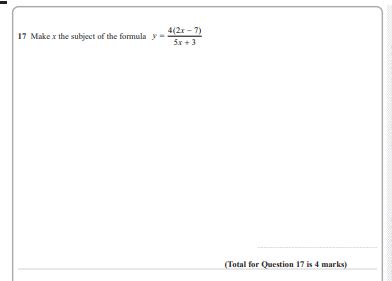 17 Make x the subject of the formula y = 4(2x – 7) / 5x + 3
(Total for Question 17 is 4 marks)